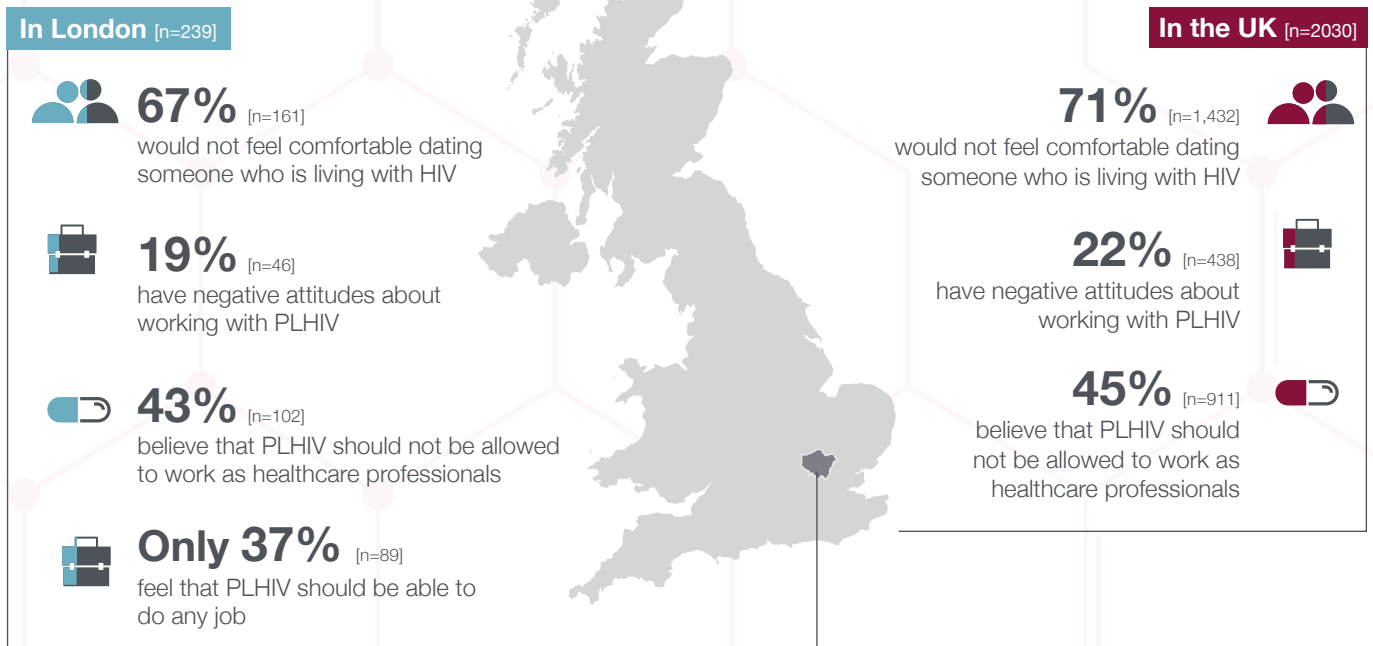 In London [n=239]
67% [n=161]
would not feel comfortable dating
someone who is living with HIV
19% [n=46]
have negative attitudes about
working with PLHIV
43% [n=102]
believe that PLHIV should not be allowed
to work as healthcare professionals
Only 37% [n=89]
feel that PLHIV should be able to
do any job
In the UK [n=2030]
71% [n=1,432]
would not feel comfortable dating
someone who is living with HIV
22% [n=438]
have negative attitudes about
working with PLHIV
45% [n=911]
believe that PLHIV should
not be allowed to work as
healthcare professionals